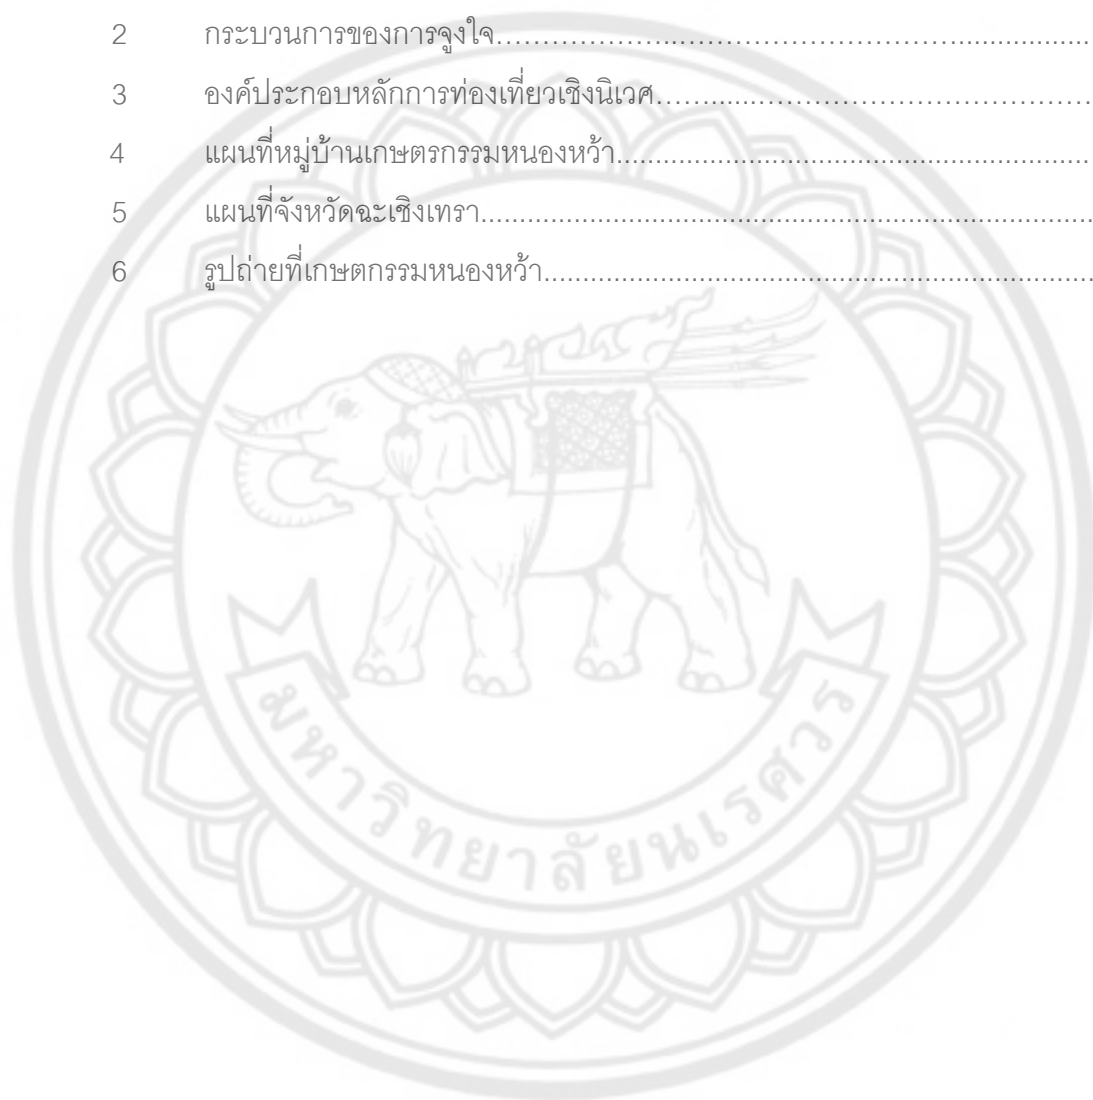 2 กระบวนการของการจูงใจ……………………..…………………………………................
3 องค์ประกอบหลักการท่องเที่ยวเชิงนิเวศ……......………………………………………
4 แผนที่หมู่บ้านเกษตรกรรมหนองหว้า..................................................................
5 แผนที่จังหวัดฉะเชิงเทรา.....................................................................................
6 รูปถ่ายที่เกษตกรรมหนองหว้า.............................................................................
มหาวิทยาลัยนเรศวร